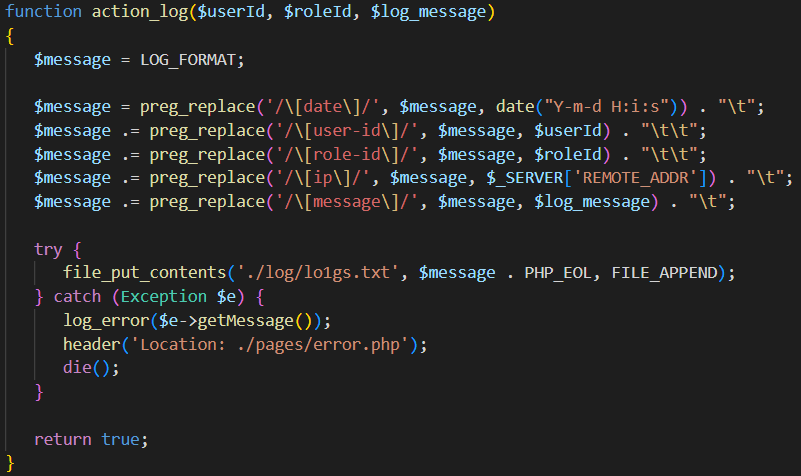 function action_log($userId, $roleId, $log_message)
{
$message = LOG_FORMAT;
$message = preg_replace('/\[date\]/', $message, date("Y-m-d H:i:s")) . "\t";
$message .= preg_replace('/\[user-id\]/', $message, $userId) . "\t\t";
$message .= preg_replace('/\[role-id\]/', $message, $roleId) . "\t\t";
$message .= preg_replace('/\[ip\]/', $message, $_SERVER['REMOTE_ADDR']) . "\t";
$message .= preg_replace('/\[message\]/', $message, $log_message) . "\t";
try {
file_put_contents('./log/lo1gs.txt', $message . PHP_EOL, FILE_APPEND);
} catch (Exception $e) {
log_error($e->getMessage());
header('Location: ./pages/error.php');
die();
}
return true;
}